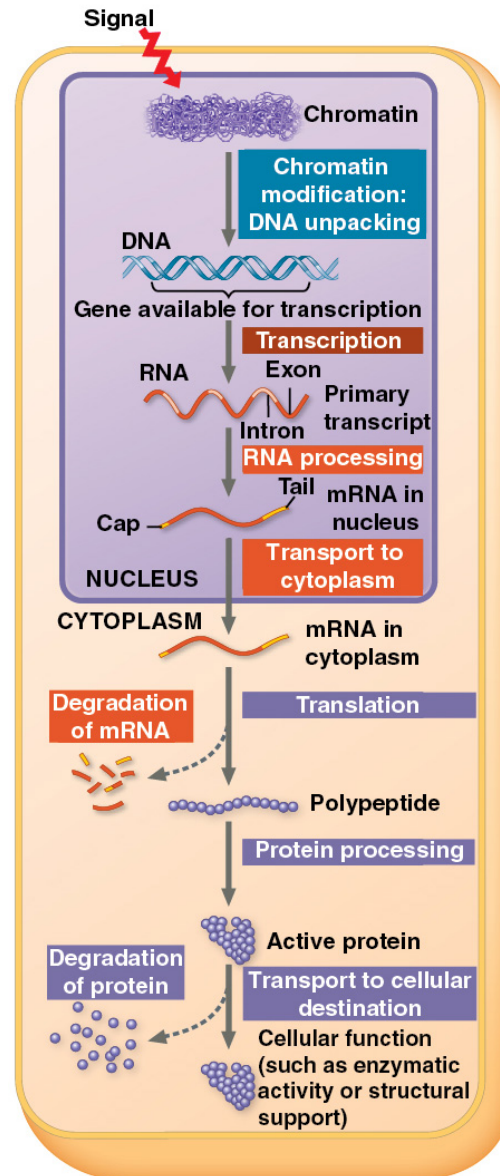 Signal
Chromatin
Chromatin
modification:
DNA unpacking
DNA
Gene available for transcription
Transcription
RNA
Exon
Primary
transcript
Intron
RNA processing
Tail
mRNA in
nucleus
Cap
Transport to
cytoplasm
NUCLEUS
CYTOPLASM
mRNA in
cytoplasm
Degradation
of mRNA
Translation
Polypeptide
Protein processing
Active protein
Degradation
of protein
Transport to cellular
destination
Cellular function
(such as enzymatic
activity or structural
support)